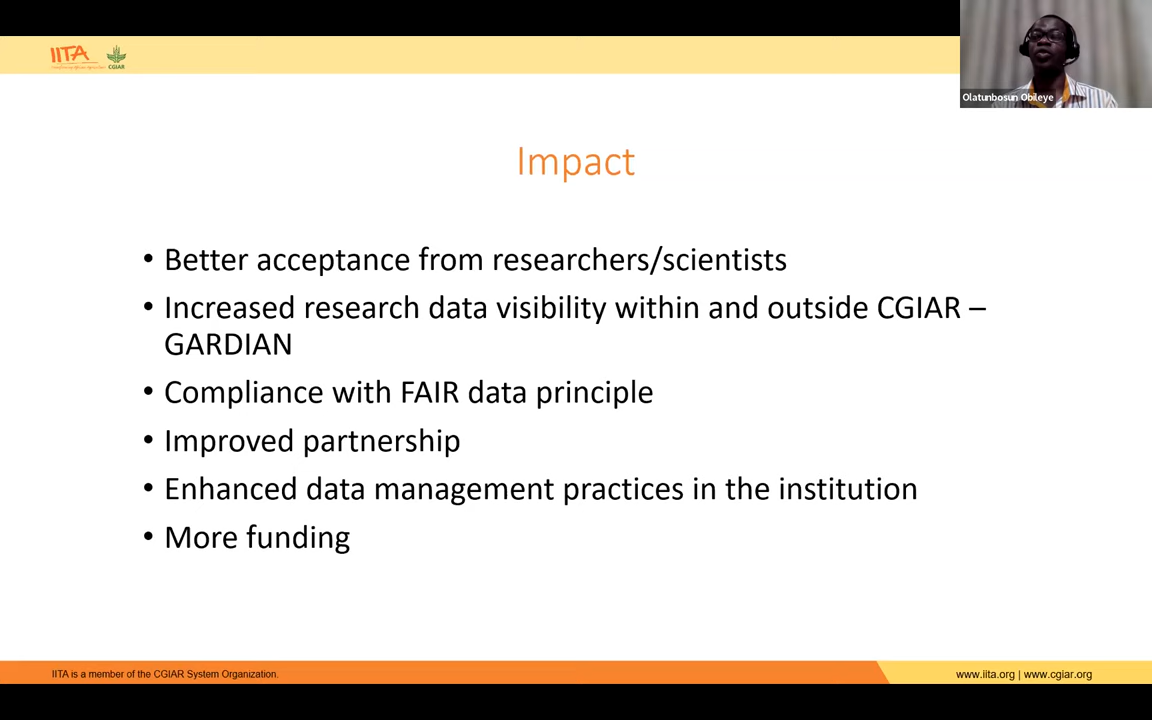 IITA
CGIAR
Olatunbosun Obileye
Impact
• Better acceptance from researchers/scientists
• Increased research data visibility within and outside CGIAR –
GARDIAN
• Compliance with FAIR data principle
• Improved partnership
• Enhanced data management practices in the institution
• More funding
IITA is a member of the CGIAR System Organization.
www.iita.org | www.cgiar.org